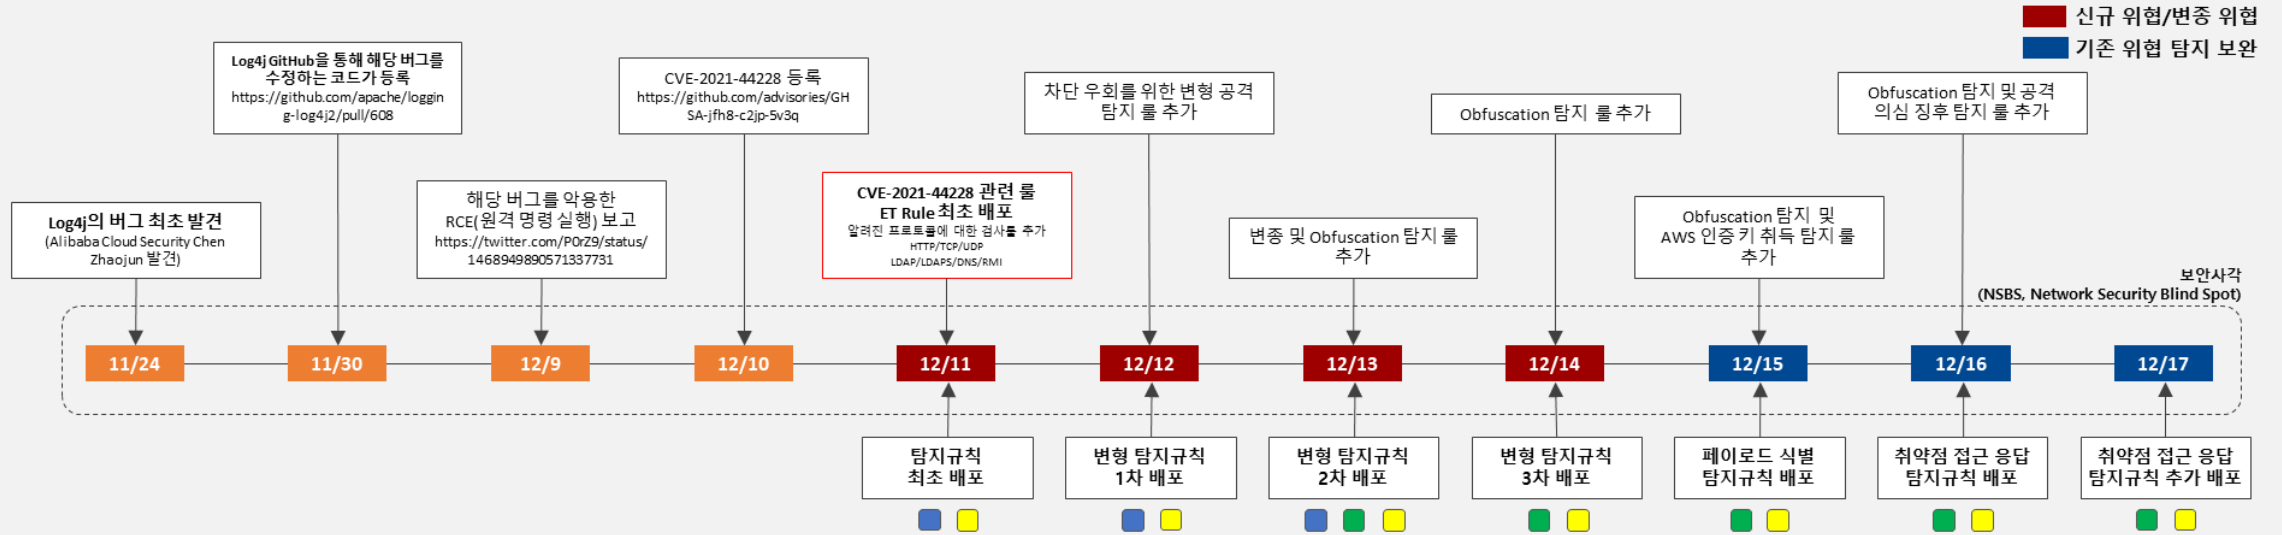 신규 위협/변종 위협
기존 위협 탐지 보완
Log4j GitHub을 통해 해당 버그를
수정하는 코드가 등록
https://github.com/apache/loggin
g-log4j2/pull/608
CVE-2021-44228 등록
https://github.com/advisories/GH
SA-jfh8-c2jp-5v3q
차단 우회를 위한 변형 공격
탐지 룰 추가
Obfuscation 탐지 룰 추가
Obfuscation 탐지 및 공격
의심 징후 탐지 룰 추가
Log4j의 버그 최초 발견
(Alibaba Cloud Security Chen
Zhaojun 발견)
해당 버그를 악용한
RCE(원격 명령 실행) 보고
https://twitter.com/P0rZ9/status/
1468949890571337731
CVE-2021-44228 관련 룰
ET Rule 최초 배포
알려진 프로토콜에 대한 검사룰 추가
HTTP/TCP/UDP
LDAP/LDAPS/DNS/RMI
변종 및 Obfuscation 탐지 룰
추가
Obfuscation 탐지 및
AWS 인증 키 취득 탐지 룰
추가
보안사각
(NSBS, Network Security Blind Spot)
11/24
11/30
12/9
12/10
12/11
12/12
12/13
12/14
12/15
12/16
12/17
탐지규칙
최초 배포
변형 탐지규칙
1차 배포
변형 탐지규칙
2차 배포
변형 탐지규칙
3차 배포
페이로드 식별
탐지규칙 배포
취약점 접근 응답
탐지규칙 배포
취약점 접근 응답
탐지규칙 추가 배포